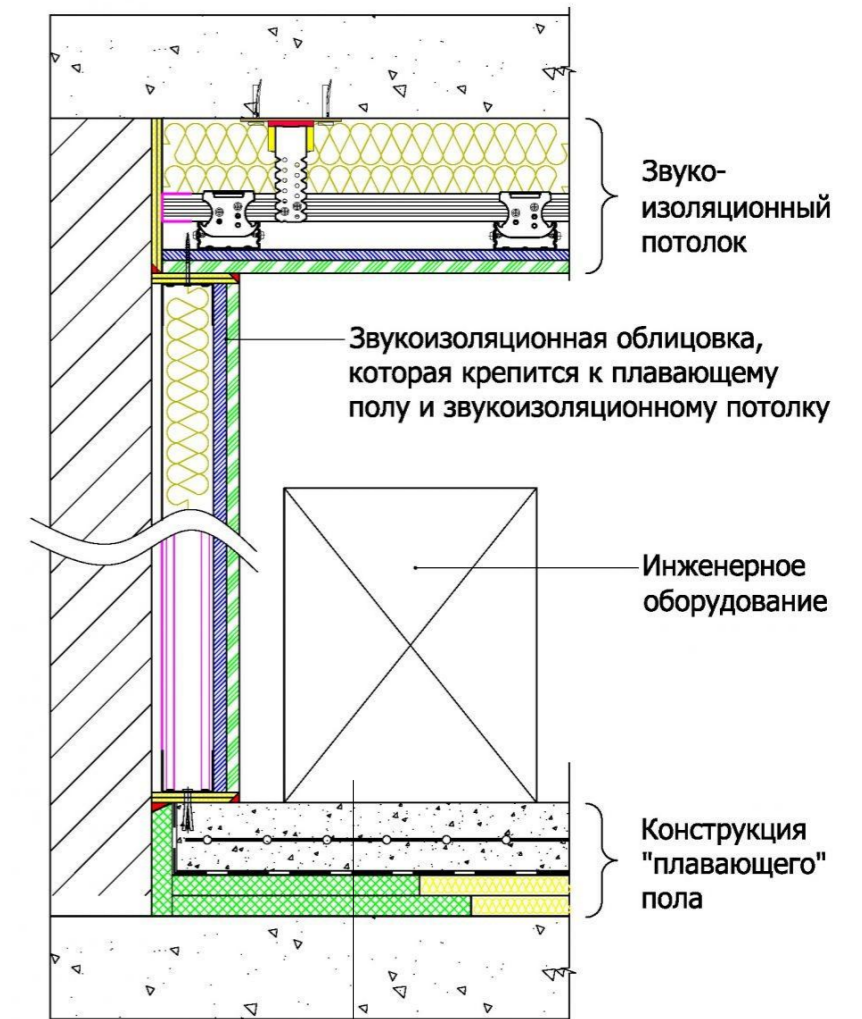 Звуко-
изоляционный
потолок
Звукоизоляционная облицовка,
которая крепится к плавающему
полу и звукоизоляционному потолку
Инженерное
оборудование
Конструкция
"плавающего"
пола